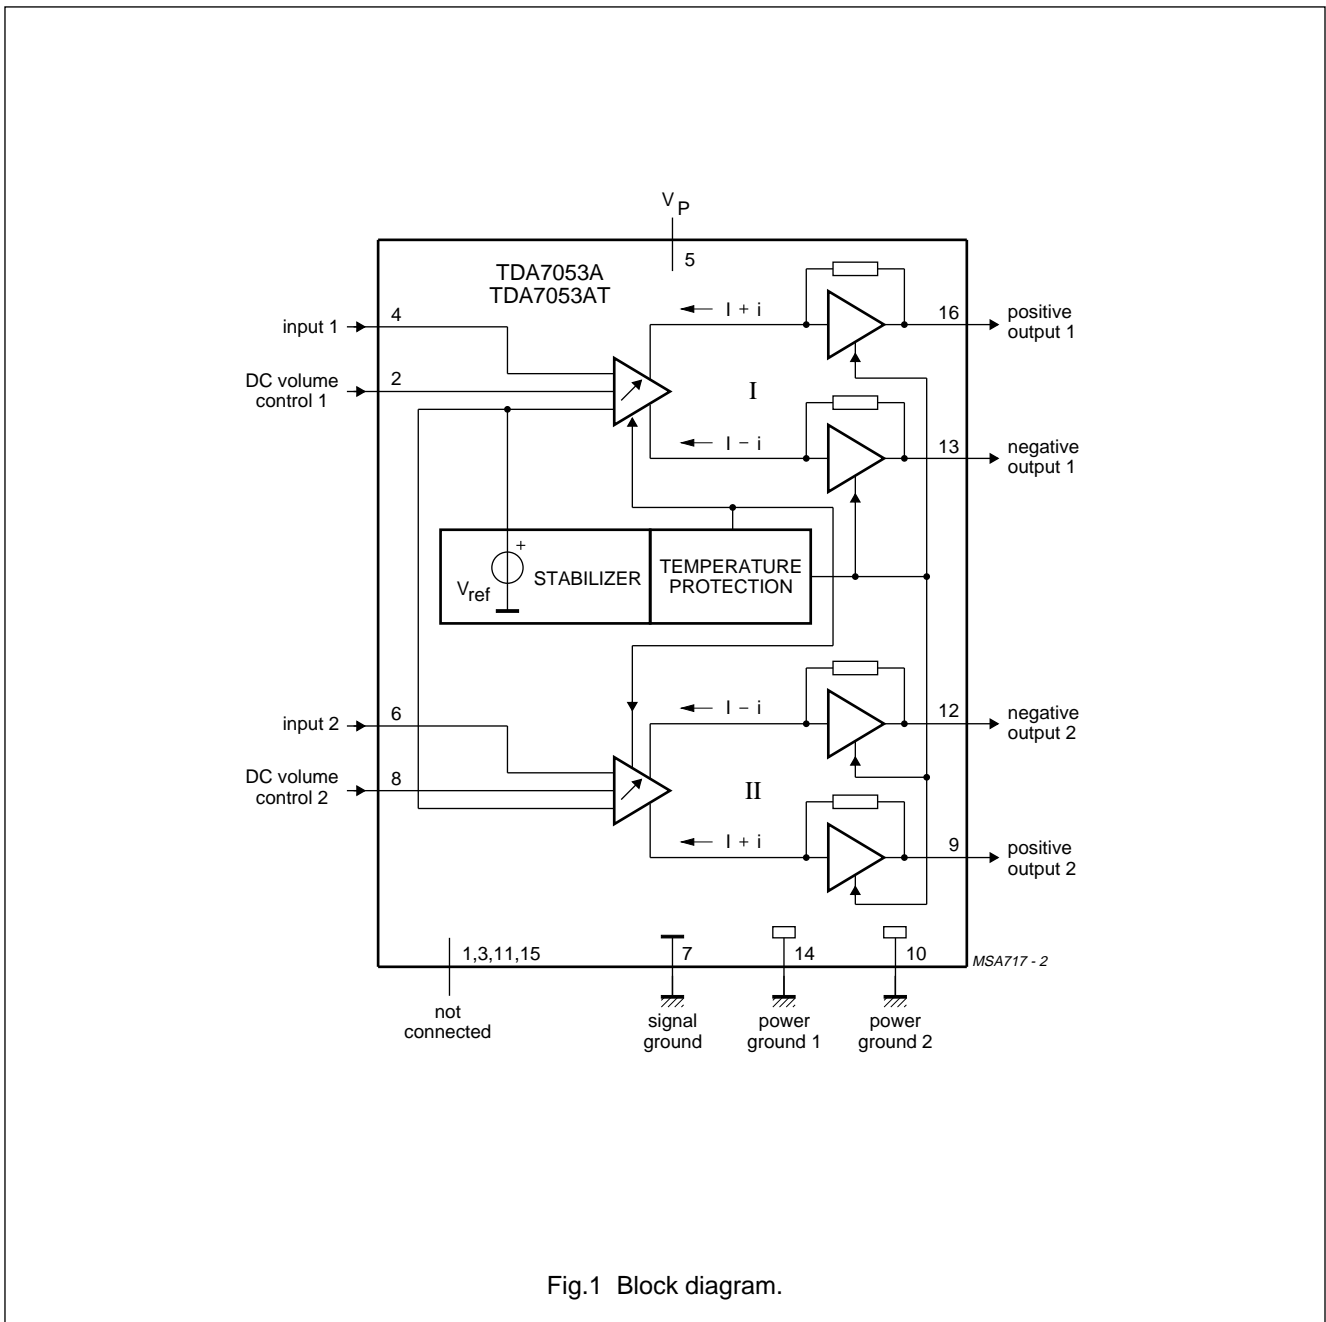 V P
5
TDA7053A
TDA7053AT
input 1
4
DC volume
control 1
2
I + i
I
I − i
16
positive
output 1
13
negative
output 1
+
Vref
STABILIZER
TEMPERATURE
PROTECTION
input 2
6
DC volume
control 2
8
I − i
II
I + i
12
negative
output 2
9
positive
output 2
1,3,11,15
not
connected
7
signal
ground
14
power
ground 1
10
power
ground 2
MSA717 - 2
Fig.1 Block diagram.